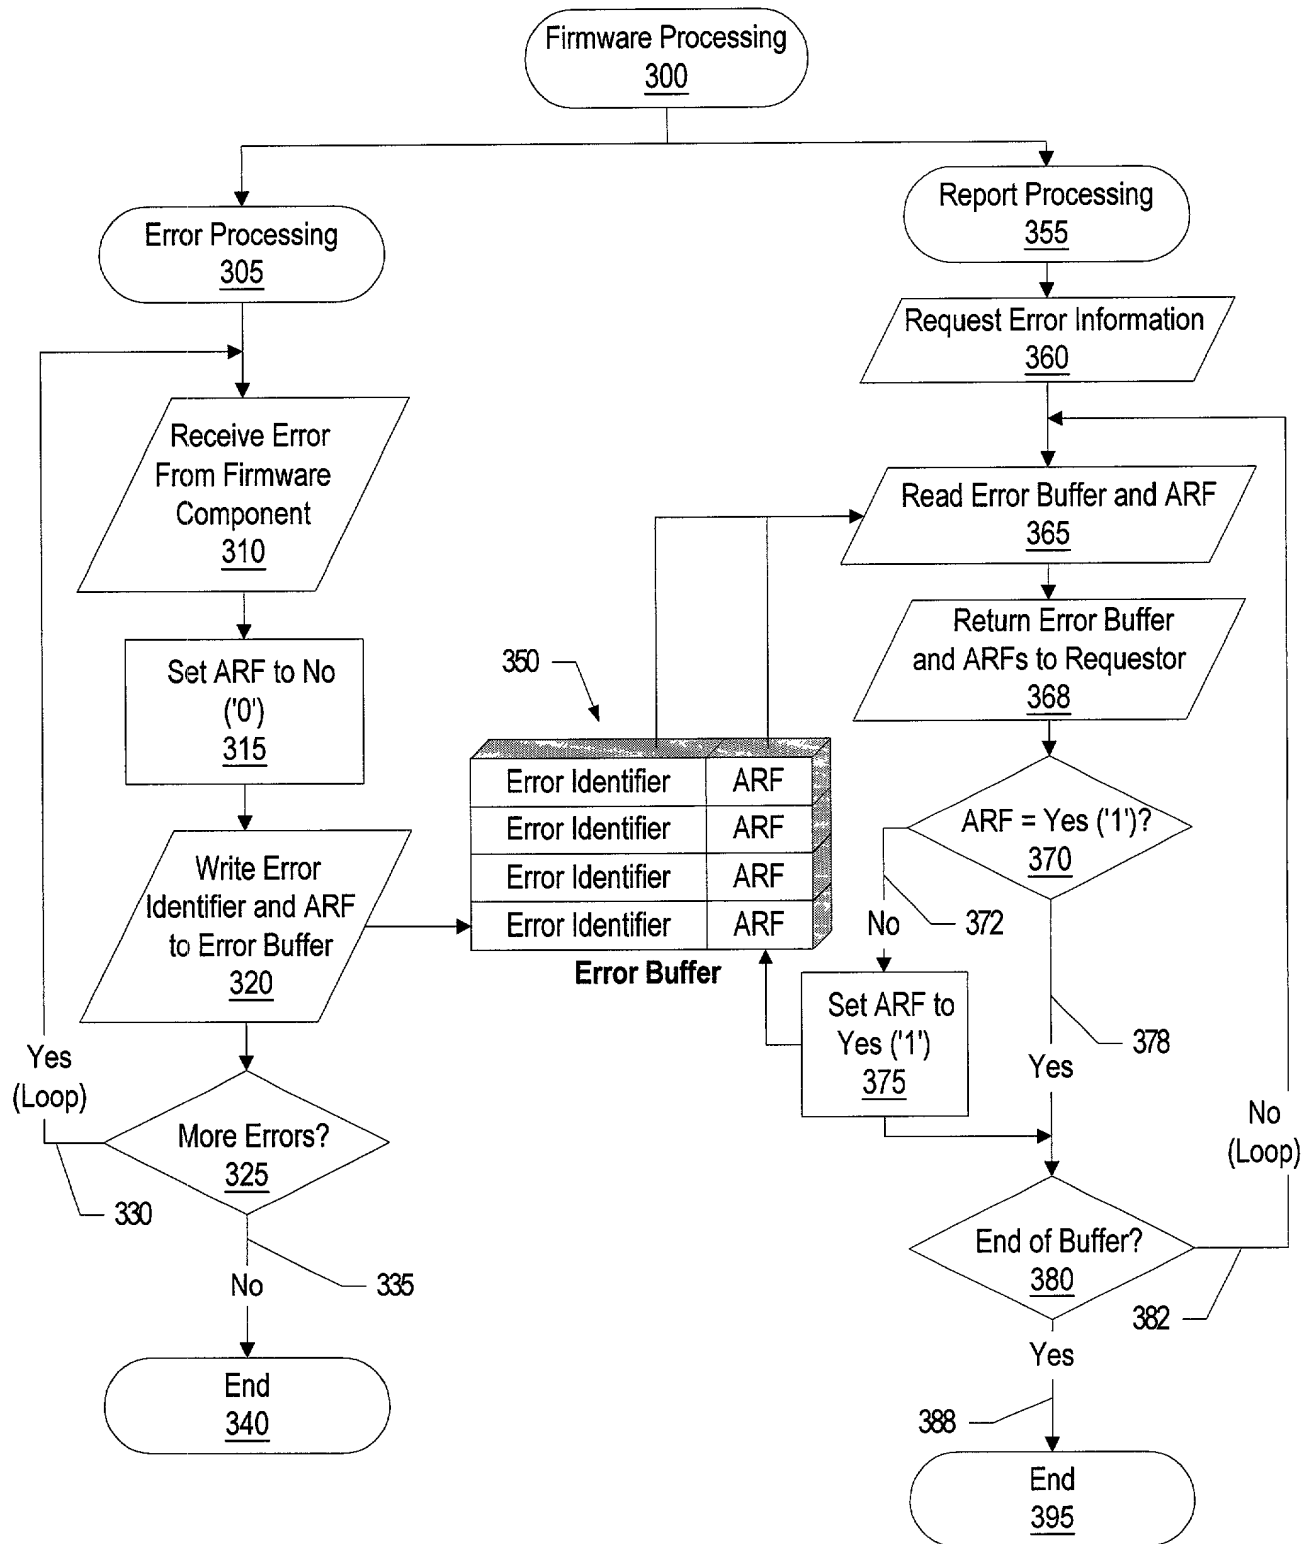 Firmware Processing
300
Error Processing
305
Receive Error
From Firmware
Component
310
Set ARF to No
('0')
315
Write Error
Identifier and ARF
to Error Buffer
320
Yes
(Loop)
More Errors?
325
330
335
No
End
340
350
Error Identifier ARF
Error Identifier ARF
Error Identifier ARF
Error Identifier ARF
Error Buffer
Report Processing
355
Request Error Information
360
Read Error Buffer and ARF
365
Return Error Buffer
and ARFs to Requestor
368
ARF = Yes ('1')?
370
372
No
Set ARF to
Yes ('1')
375
378
Yes
No
(Loop)
End of Buffer?
380
382
Yes
388
End
395